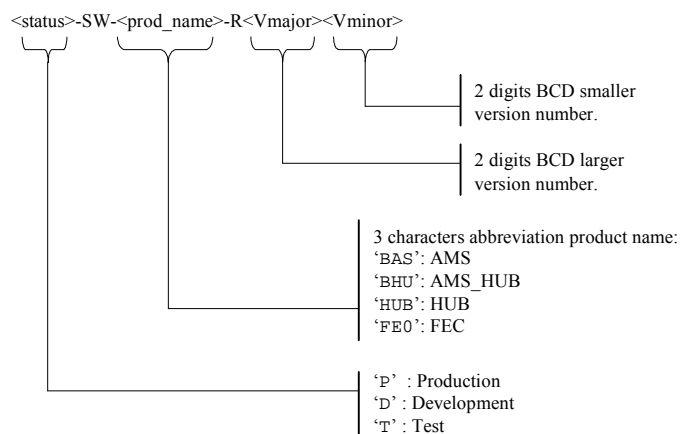 <status>-SW-<prod_name>-R<Vmajor><Vminor>
2 digits BCD smaller
version number.
2 digits BCD larger
version number.
3 characters abbreviation product name:
‘BAS’: AMS
‘BHU’: AMS_HUB
‘HUB’: HUB
‘FE0’: FEC
‘P’ : Production
‘D’ : Development
‘T’ : Test